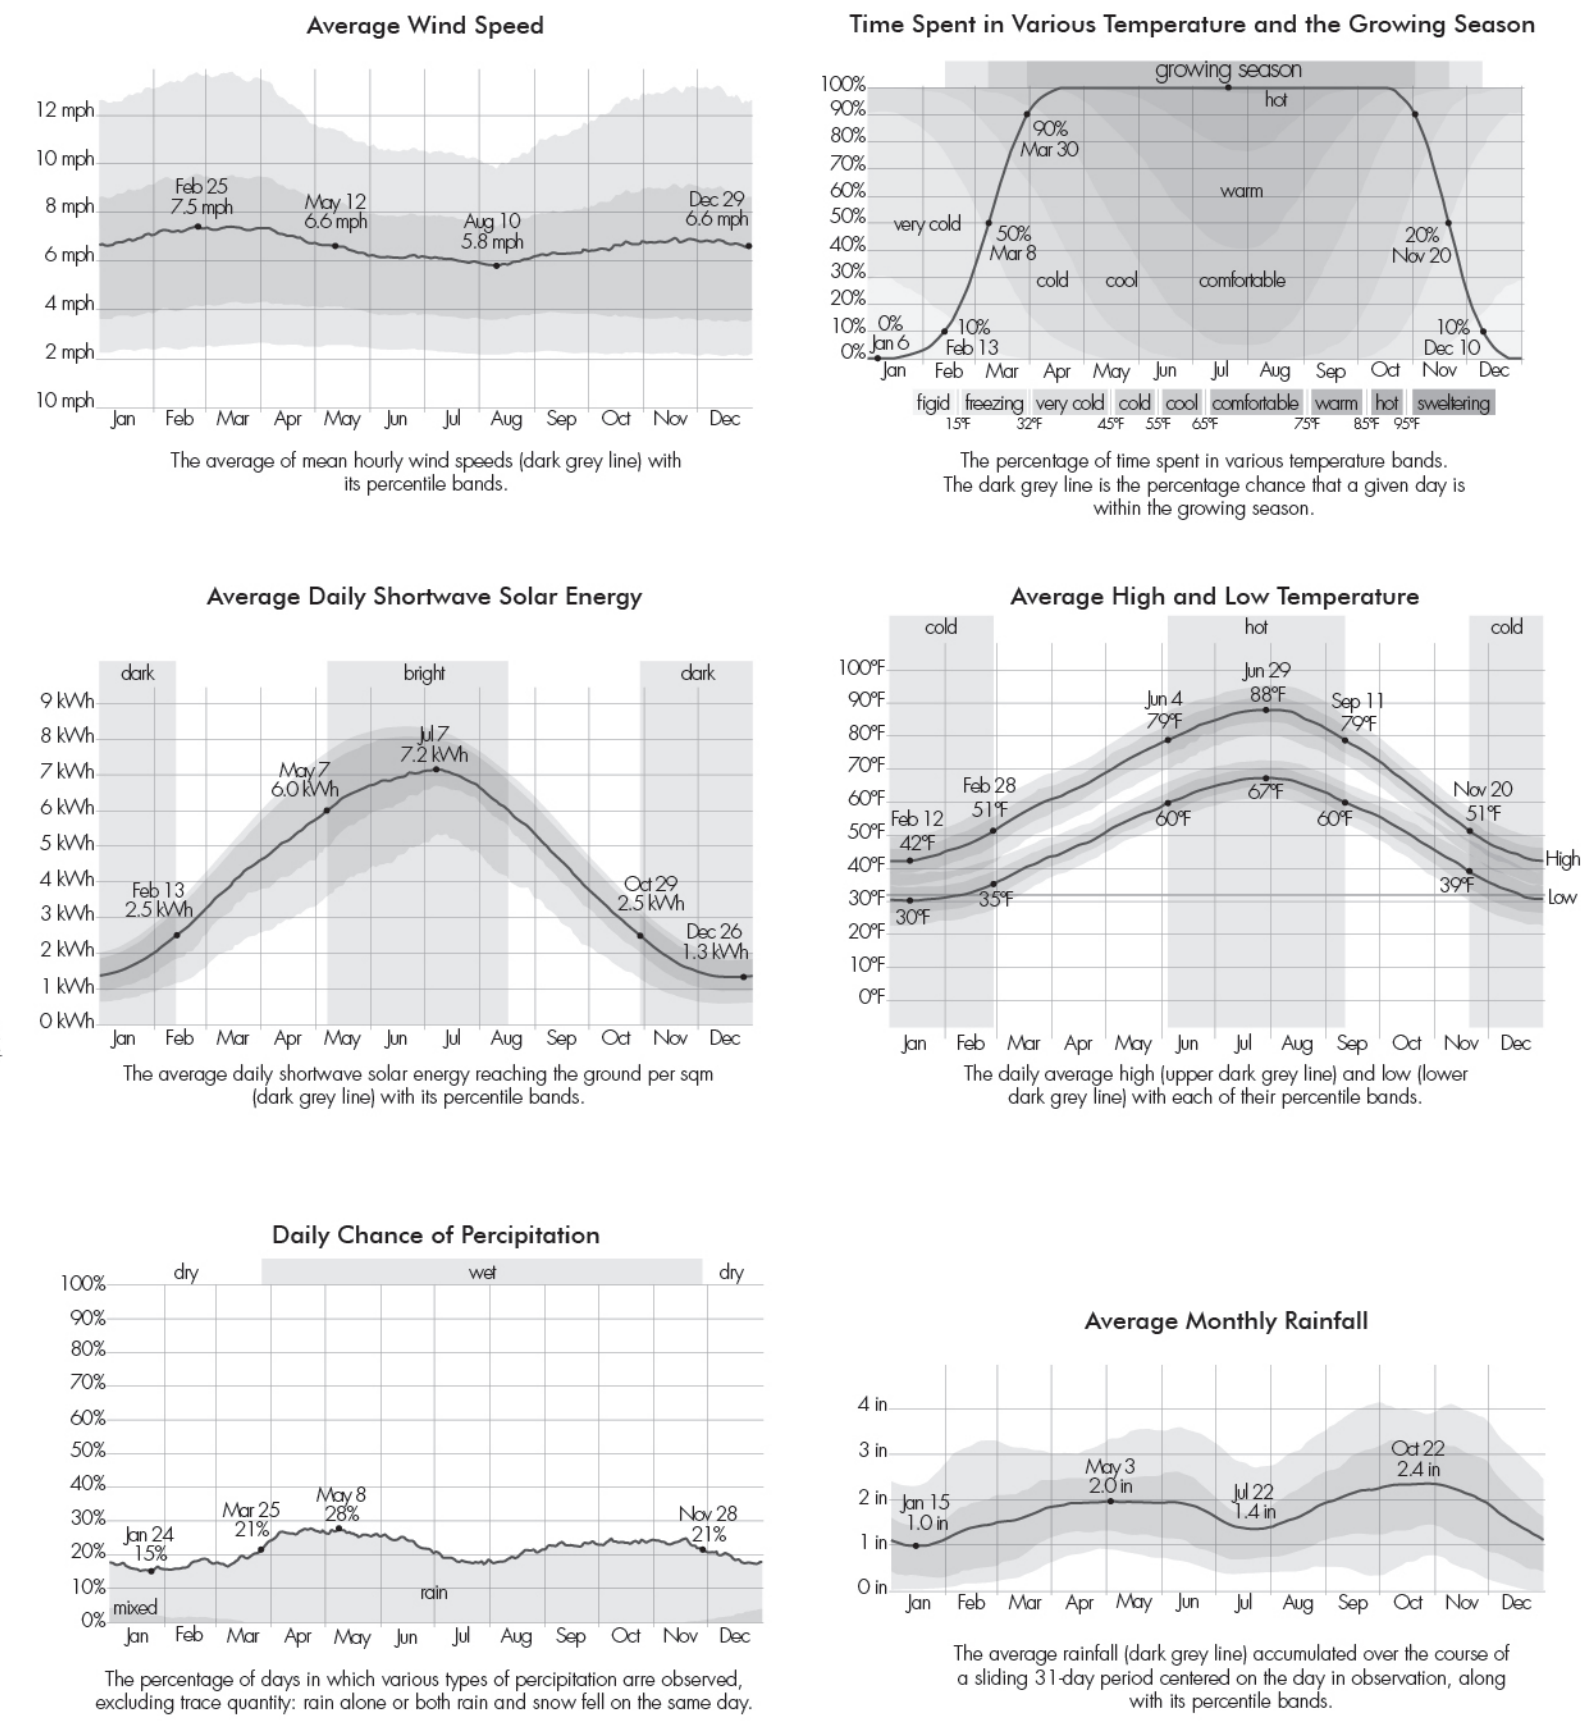 Average Wind Speed
12 mph
10 mph
8 mph
6 mph
4 mph
2 mph
10 mph
Feb 25
7.5 mph
May 12
6.6 mph
Aug 10
5.8 mph
Dec 29
6.6 mph
Jan Feb Mar Apr May Jun Jul Aug Sep Oct Nov Dec
The average of mean hourly wind speeds (dark grey line) with
its percentile bands.
Time Spent in Various Temperature and the Growing Season
growing season
100%
90%
80%
70%
60%
50%
40%
30%
20%
10%
0%
hot
90%
Mar 30
warm
very cold
50%
Mar 8
20%
Nov 20
cold cool comfortable
0%
Jan 6
10%
Feb 13
10%
Dec 10
Jan Feb Mar Apr May Jun Jul Aug Sep Oct Nov Dec
figid freezing very cold cold cool comfortable warm hot sweltering
15°F 32°F 45°F 55°F 65°F 75°F 85°F 95°F
The percentage of time spent in various temperature bands.
The dark grey line is the percentage chance that a given day is
within the growing season.
Average Daily Shortwave Solar Energy
dark bright dark
9 kWh
8 kWh
7 kWh
6 kWh
5 kWh
4 kWh
3 kWh
2 kWh
1 kWh
0 kWh
Jul 7
7.2 kWh
May 7
6.0 kWh
Feb 13
2.5 kWh
Oct 29
2.5 kWh
Dec 26
1.3 kWh
Jan Feb Mar Apr May Jun Jul Aug Sep Oct Nov Dec
The average daily shortwave solar energy reaching the ground per sqm
(dark grey line) with its percentile bands.
Average High and Low Temperature
cold hot cold
100°F
90°F
80°F
70°F
60°F
50°F
40°F
30°F
20°F
10°F
0°F
Jun 29
88°F
Jun 4
79°F
Sep 11
79°F
Feb 28
51°F
Nov 20
51°F
Feb 12
42°F
67°F
60°F
60°F
High
39°F
35°F
Low
30°F
Jan Feb Mar Apr May Jun Jul Aug Sep Oct Nov Dec
The daily average high (upper dark grey line) and low (lower
dark grey line) with each of their percentile bands.
Daily Chance of Percipitation
dry wet dry
100%
90%
80%
70%
60%
50%
40%
30%
20%
10%
0%
Jan 24
15%
Mar 25
21%
May 8
28%
Nov 28
21%
rain
mixed
Jan Feb Mar Apr May Jun Jul Aug Sep Oct Nov Dec
The percentage of days in which various types of percipitation arre observed,
excluding trace quantity: rain alone or both rain and snow fell on the same day.
Average Monthly Rainfall
4 in
3 in
2 in
1 in
0 in
Jan 15
1.0 in
May 3
2.0 in
Jul 22
1.4 in
Oct 22
2.4 in
Jan Feb Mar Apr May Jun Jul Aug Sep Oct Nov Dec
The average rainfall (dark grey line) accumulated over the course of
a sliding 31-day period centered on the day in observation, along
with its percentile bands.